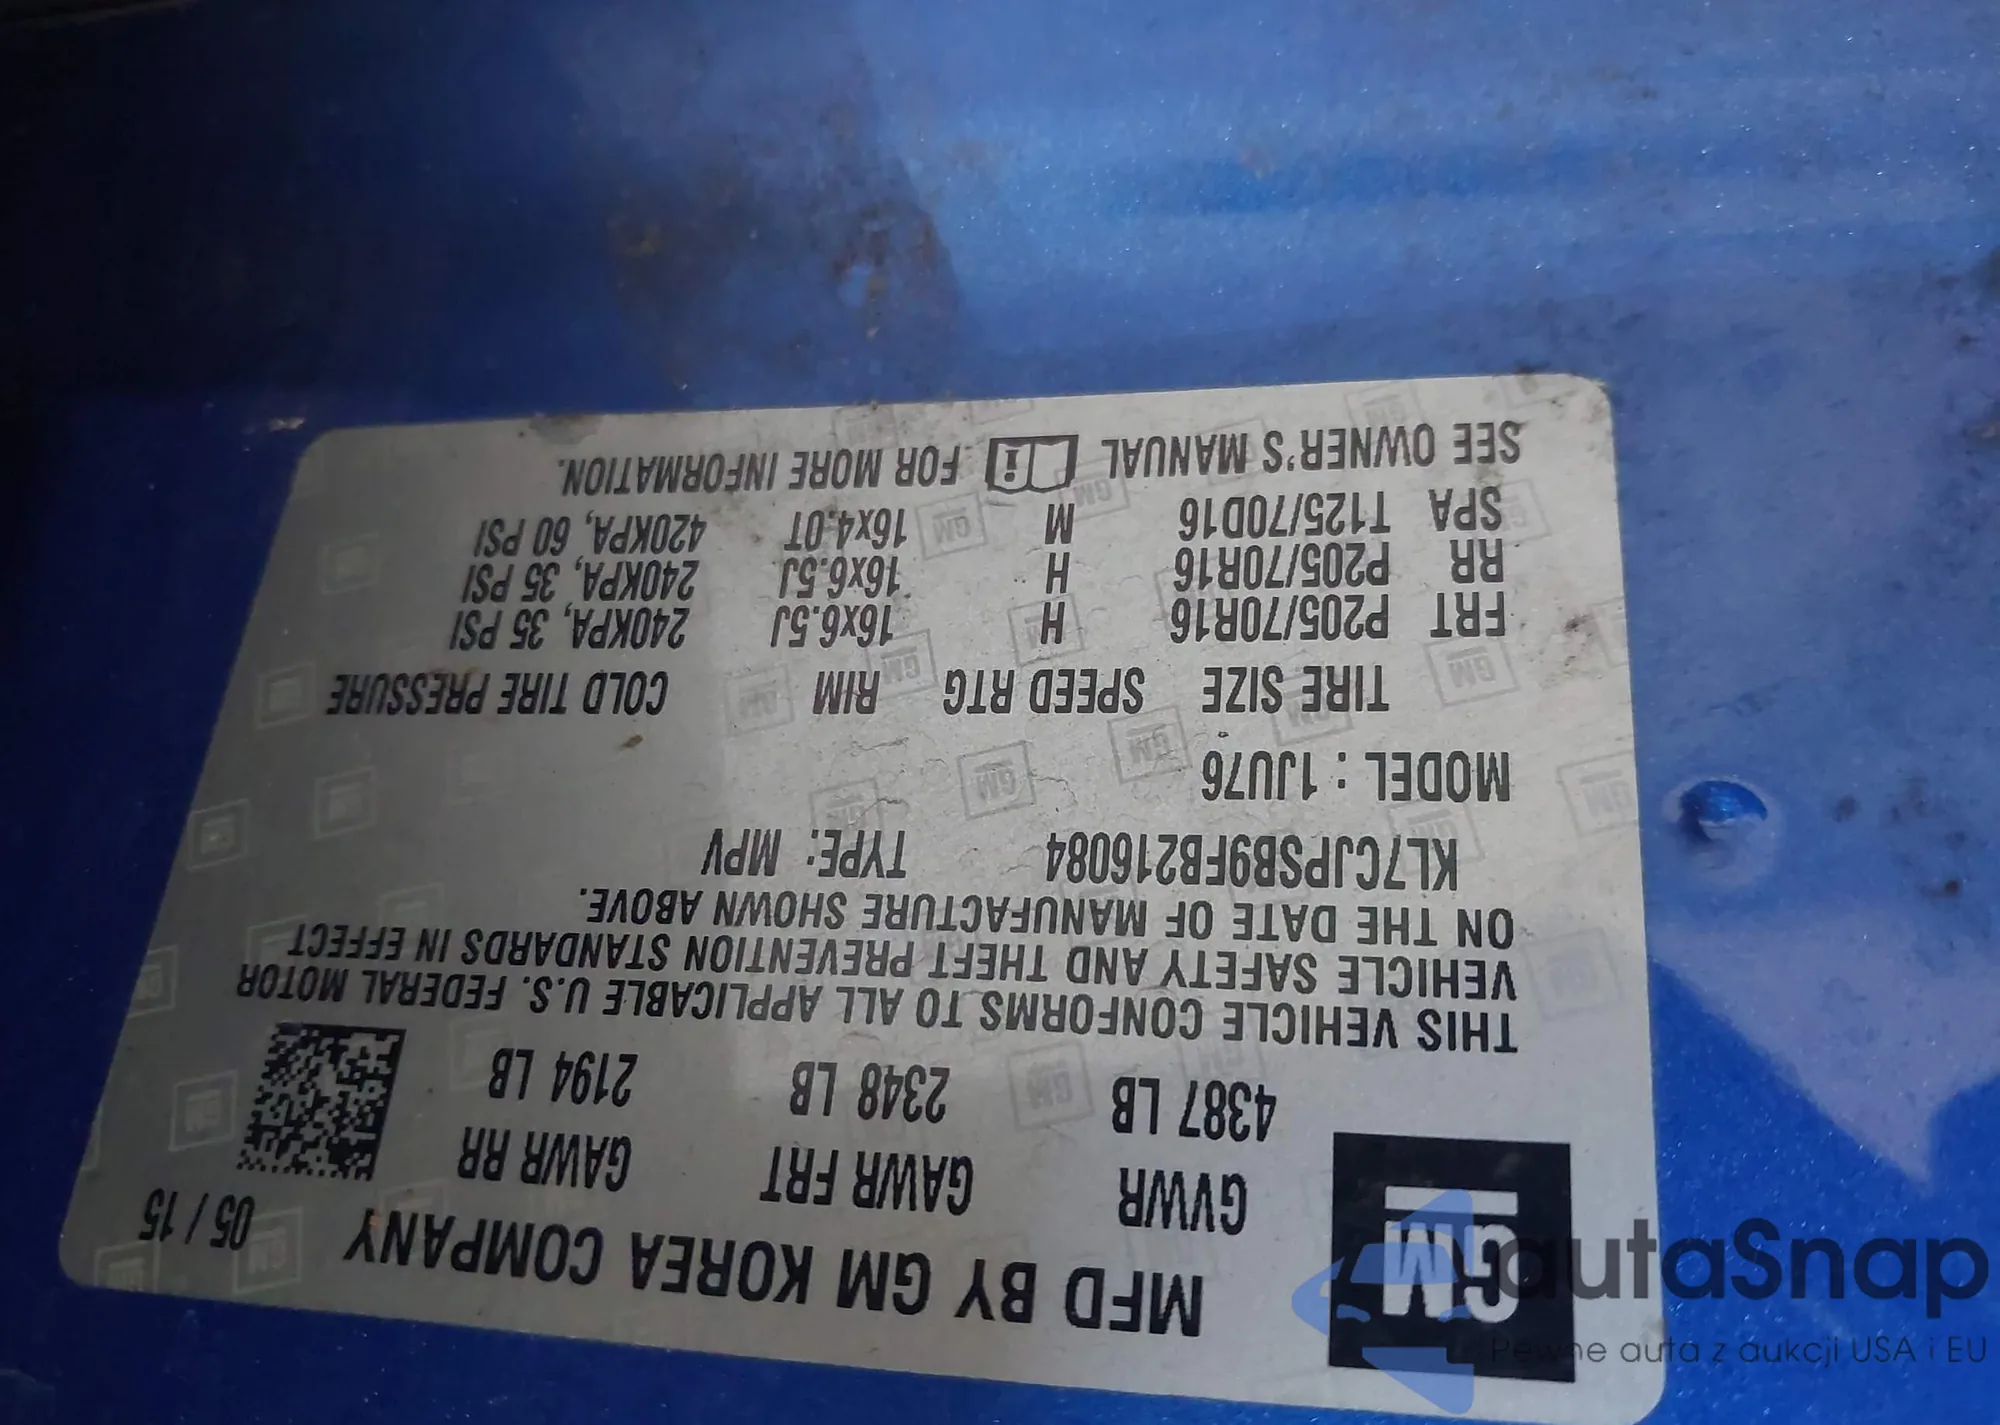 MFD BY GM KOREA COMPANY 05 / 15
GM
GVWR GAWR FRT GAWR RR
4387 LB 2348 LB 2194 LB
THIS VEHICLE CONFORMS TO ALL APPLICABLE U.S. FEDERAL MOTOR
VEHICLE SAFETY AND THEFT PREVENTION STANDARDS IN EFFECT
ON THE DATE OF MANUFACTURE SHOWN ABOVE.
KL7CJPSB9FB216084 TYPE: MPV
MODEL : 1JU76
TIRE SIZE SPEED RTG RIM COLD TIRE PRESSURE
FRT P205/70R16 H 16x6.5J 240KPA, 35 PSI
RR P205/70R16 H 16x6.5J 240KPA, 35 PSI
SPA T125/70D16 M 16x4.0T 420KPA, 60 PSI
SEE OWNER'S MANUAL FOR MORE INFORMATION.
autaSnap
Pewne auta z aukcji USA i EU